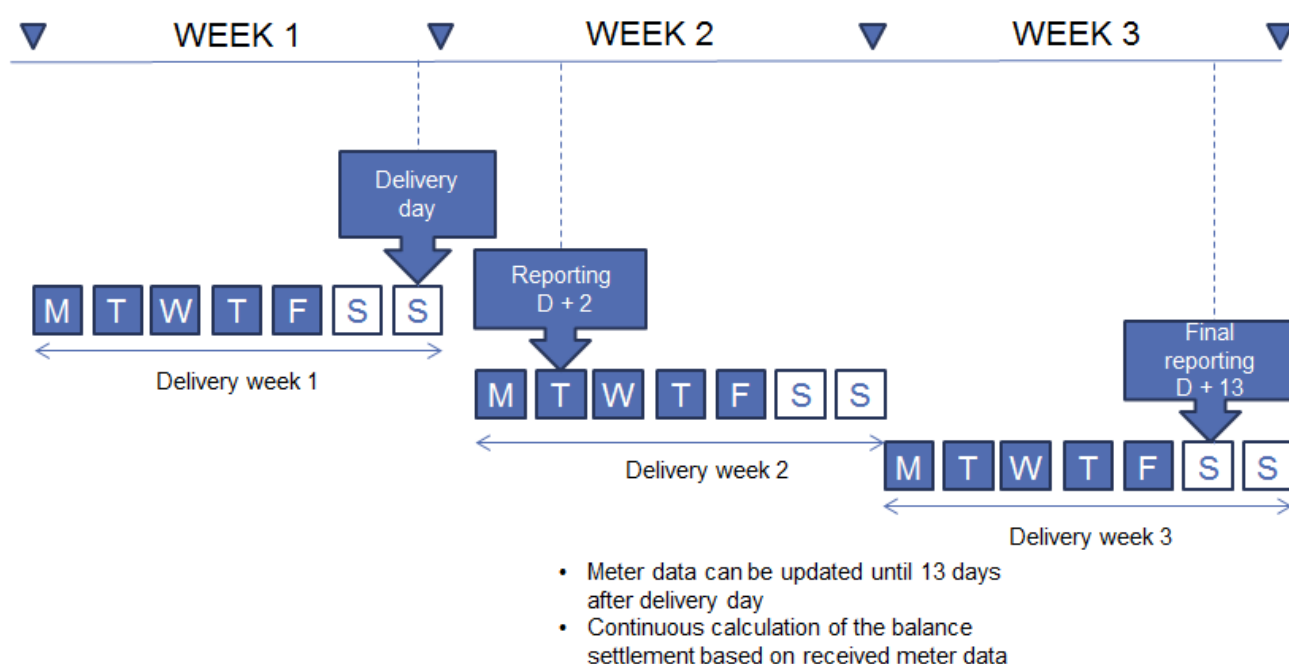 WEEK 1
WEEK 2
WEEK 3
Delivery
day
M T W T F S S
Delivery week 1
Reporting
D + 2
M T W T F S S
Delivery week 2
Final
reporting
D + 13
M T W T F S S
Delivery week 3
• Meter data can be updated until 13 days
after delivery day
• Continuous calculation of the balance
settlement based on received meter data